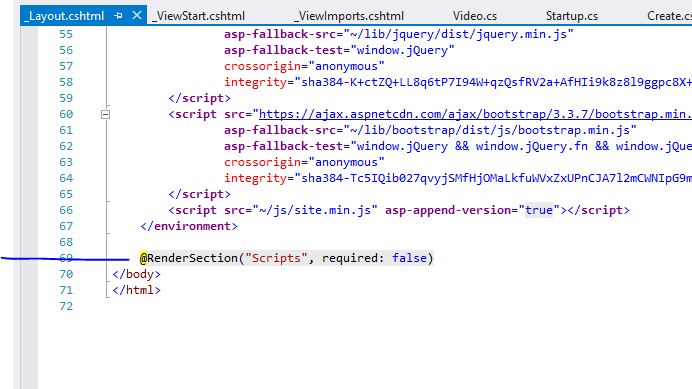 _Layout.cshtml
_ViewStart.cshtml
_ViewImports.cshtml
Video.cs
Startup.cs
Create.cs
55 asp-fallback-src="~/lib/jquery/dist/jquery.min.js"
56 asp-fallback-test="window.jQuery"
57 crossorigin="anonymous"
58 integrity="sha384-K+ctZQ+LL8q6tP7I94W+qzQsfRV2a+AfHIi9k8z8l9ggpc8X+
59 </script>
60 <script src="https://ajax.aspnetcdn.com/ajax/bootstrap/3.3.7/bootstrap.min.
61 asp-fallback-src="~/lib/bootstrap/dist/js/bootstrap.min.js"
62 asp-fallback-test="window.jQuery && window.jQuery.fn && window.jQ
63 crossorigin="anonymous"
64 integrity="sha384-Tc5IQib027qvyjSMfHjOMaLkfuWVxZxUPnCJA7l2mCWNIpG9m
65 </script>
66 <script src="~/js/site.min.js" asp-append-version="true"></script>
67 </environment>
68
69 @RenderSection("Scripts", required: false)
70 </body>
71 </html>
72